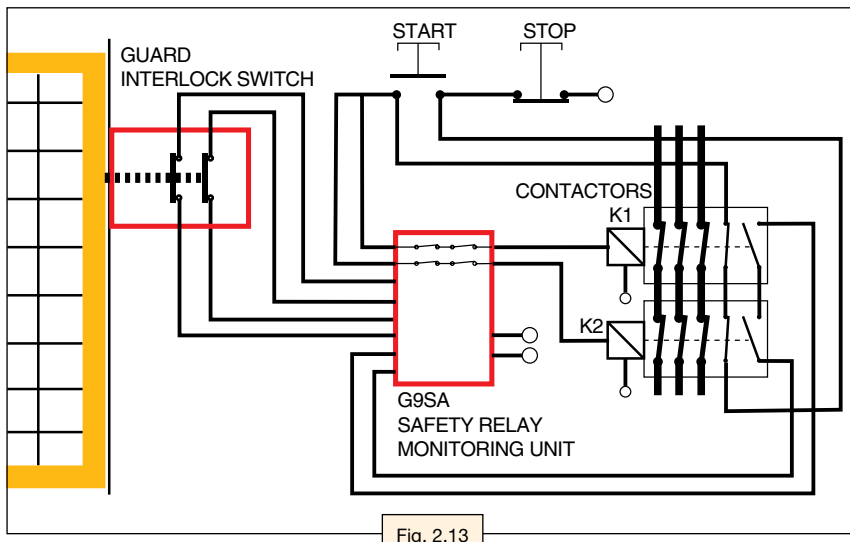 START
STOP
GUARD
INTERLOCK SWITCH
CONTACTORS
K1
K2
G9SA
SAFETY RELAY
MONITORING UNIT
Fig. 2.13